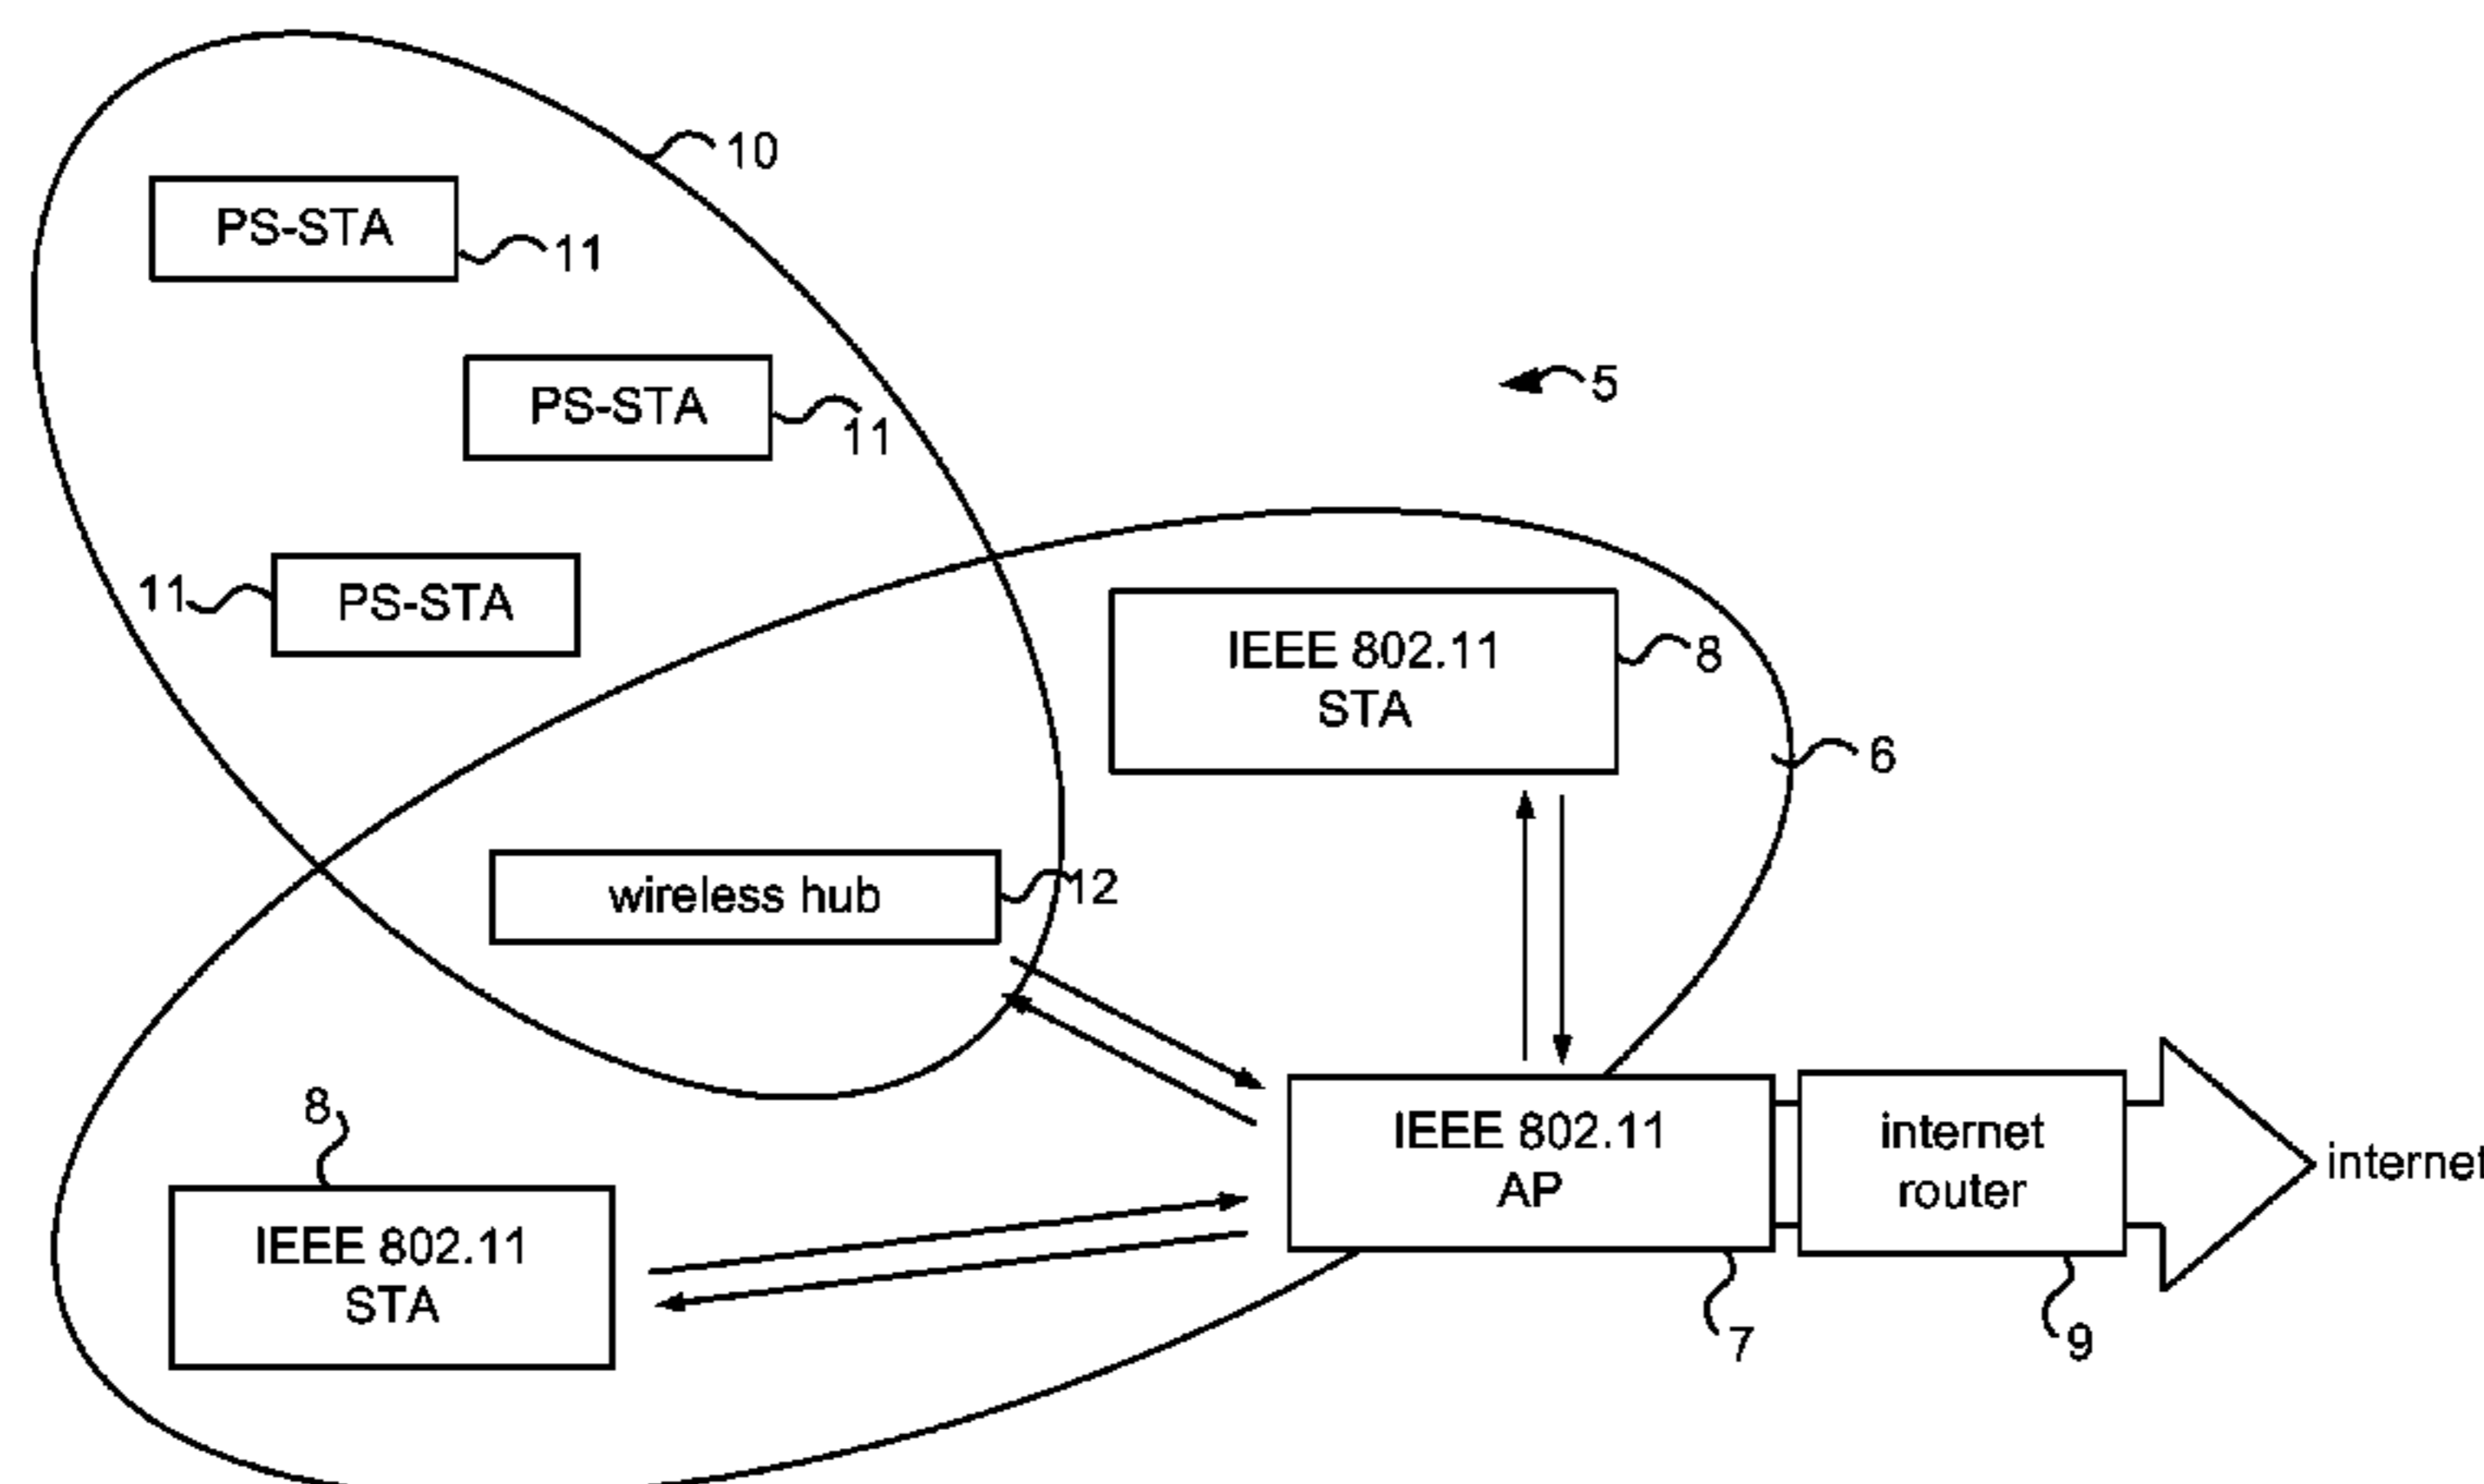 10
PS-STA
11
PS-STA
11
5
PS-STA
11
IEEE 802.11
STA
8
6
wireless hub
12
8
IEEE 802.11
STA
IEEE 802.11
AP
internet
router
internet
7
9